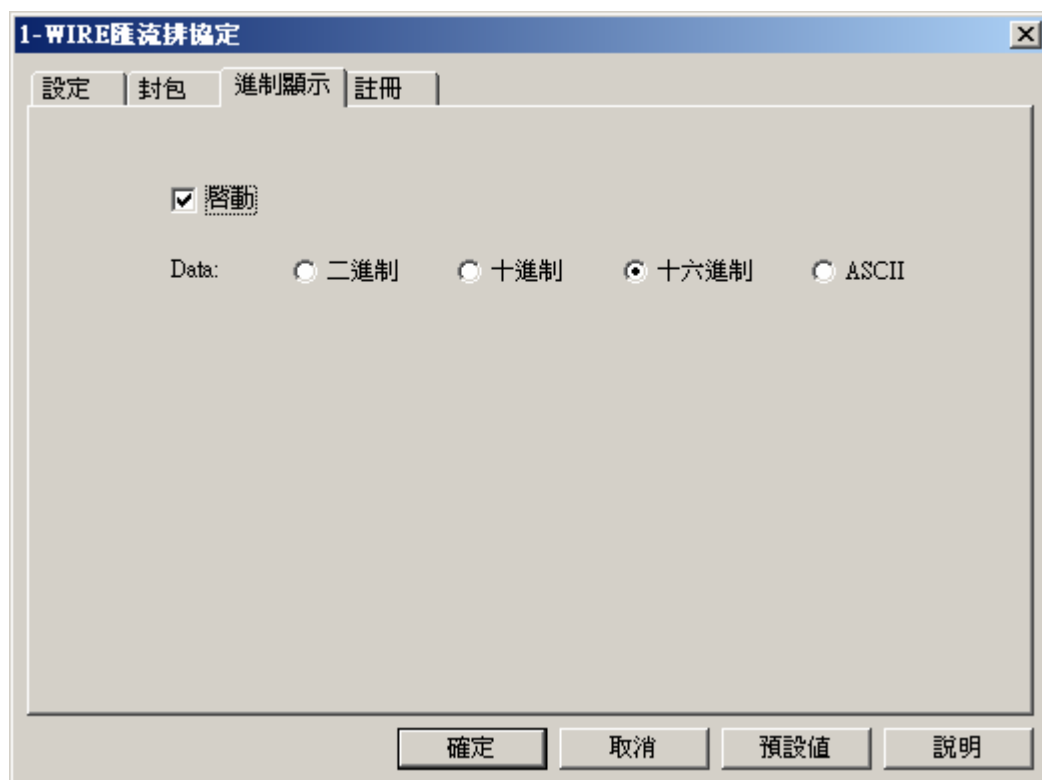 1-WIRE匯流排協定
設定 封包 進制顯示 註冊
啓動
Data: 二進制 十進制 十六進制 ASCII
確定 取消 預設值 說明